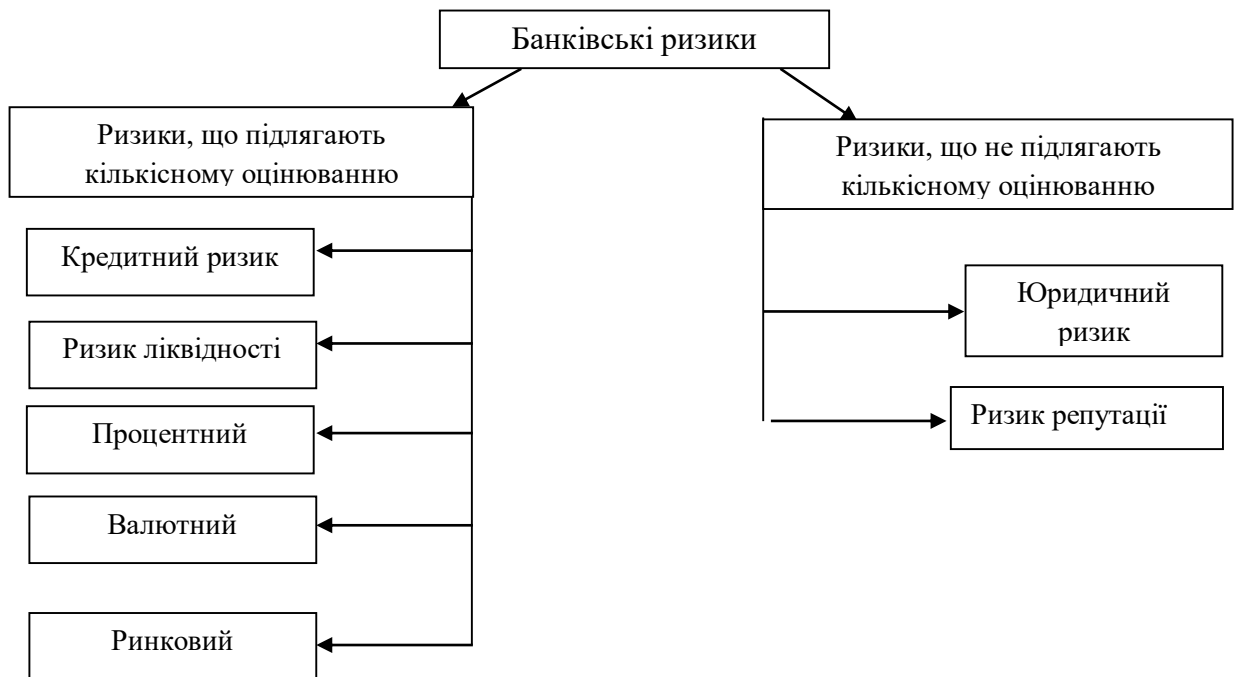 Банківські ризики
Ризики, що підлягають
кількісному оцінюванню
Ризики, що не підлягають
кількісному оцінюванню
Кредитний ризик
Ризик ліквідності
Процентний
Валютний
Ринковий
Юридичний
ризик
Ризик репутації